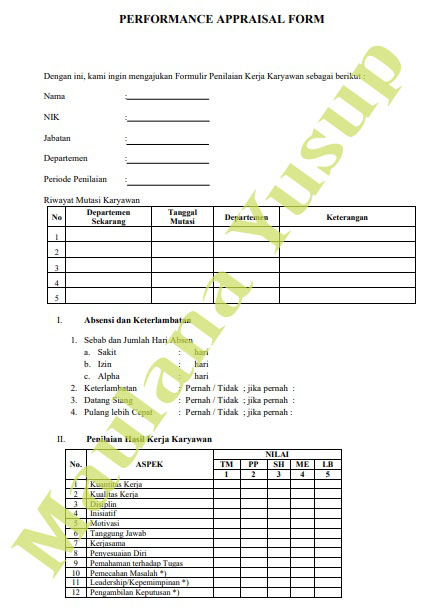 PERFORMANCE APPRAISAL FORM
Dengan ini, kami ingin mengajukan Formulir Penilaian Kerja Karyawan sebagai berikut :
Nama :
NIK :
Jabatan :
Departemen :
Periode Penilaian :
Riwayat Mutasi Karyawan
No Departemen Sekarang Tanggal Mutasi Departemen Keterangan
1
2
3
4
5
I. Absensi dan Keterlambatan
1. Sebab dan Jumlah Hari Absen
a. Sakit : hari
b. Izin : hari
c. Alpha : hari
2. Keterlambatan : Pernah / Tidak ; jika pernah :
3. Datang Siang : Pernah / Tidak ; jika pernah :
4. Pulang lebih Cepat : Pernah / Tidak ; jika pernah :
II. Penilaian Hasil Kerja Karyawan
No. ASPEK NILAI
TM PP SH ME LB
1 2 3 4 5
1 Kuantitas Kerja
2 Kualitas Kerja
3 Disiplin
4 Inisiatif
5 Motivasi
6 Tanggung Jawab
7 Kerjasama
8 Penyesuaian Diri
9 Pemahaman terhadap Tugas
10 Pemecahan Masalah *)
11 Leadership/Kepemimpinan *)
12 Pengambilan Keputusan *)
Maulana Yusup